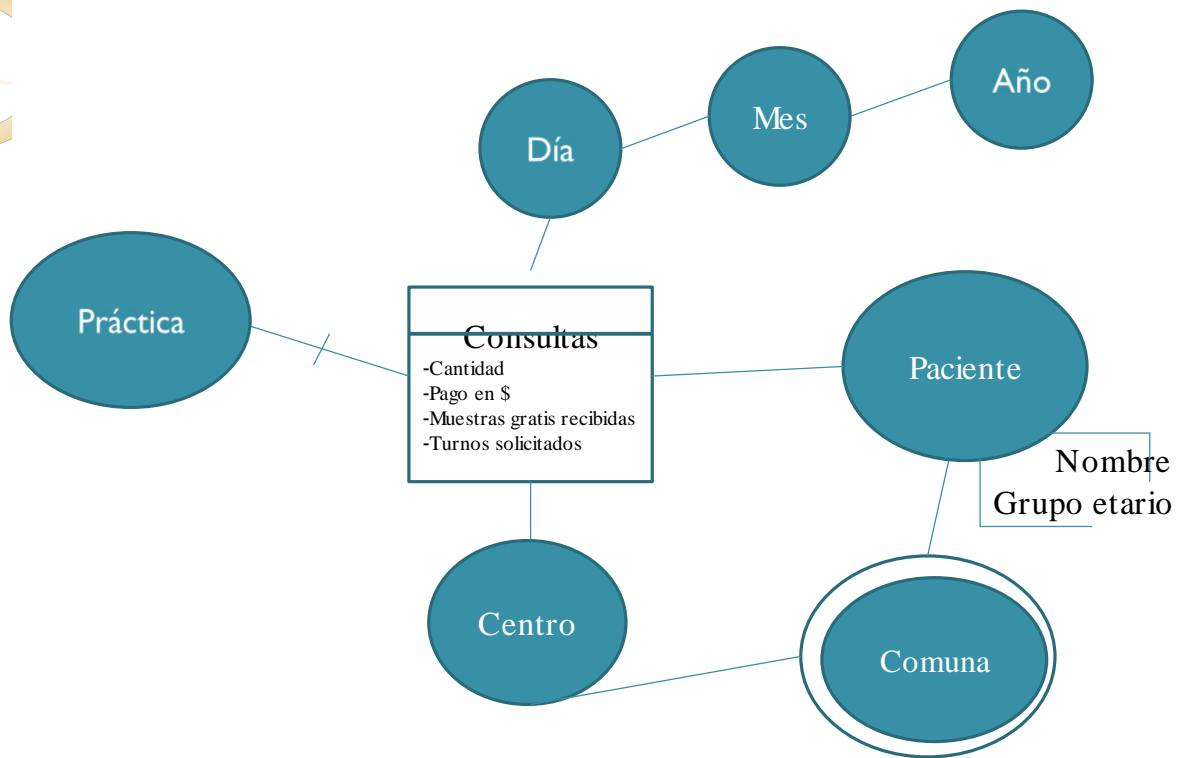 Año
Mes
Día
Práctica
Consultas
-Cantidad
-Pago en $
-Muestras gratis recibidas
-Turnos solicitados
Paciente
Nombre
Grupo etario
Centro
Comuna